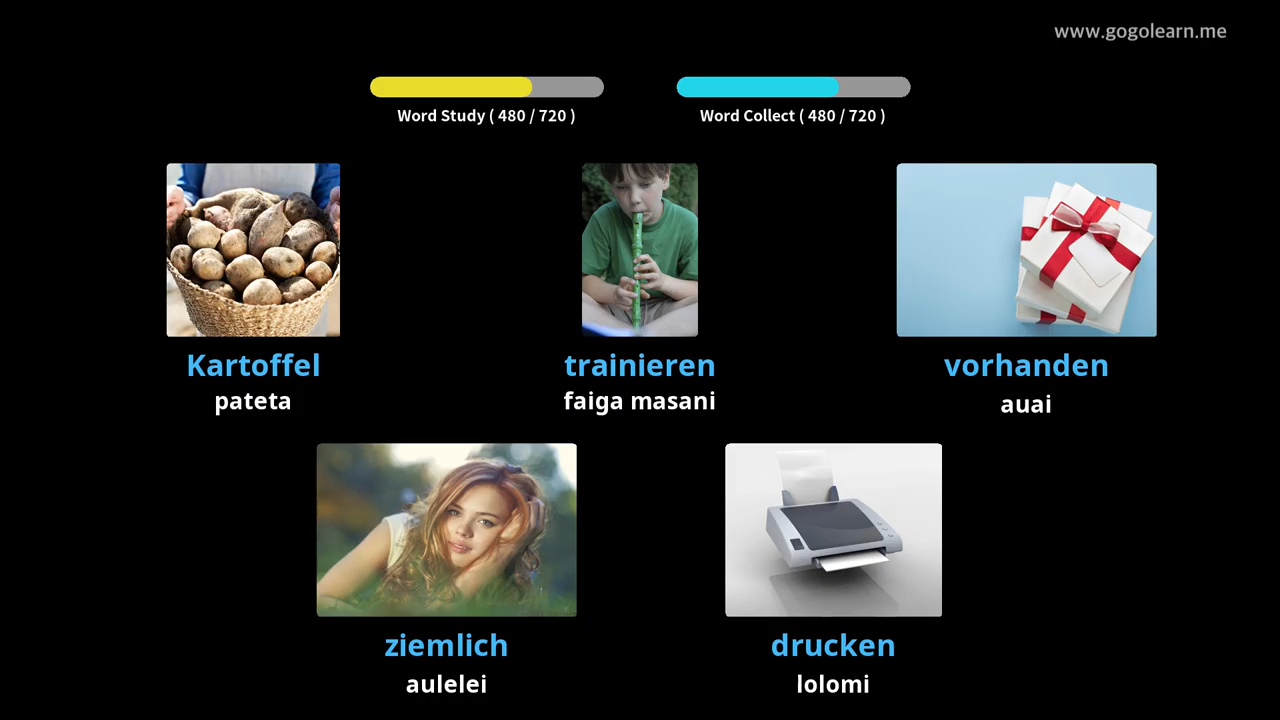 www.gogolearn.me
Word Study ( 480 / 720 )
Word Collect ( 480 / 720 )
Kartoffel
pateta
trainieren
faiga masani
vorhanden
auai
ziemlich
aulelei
drucken
lolomi